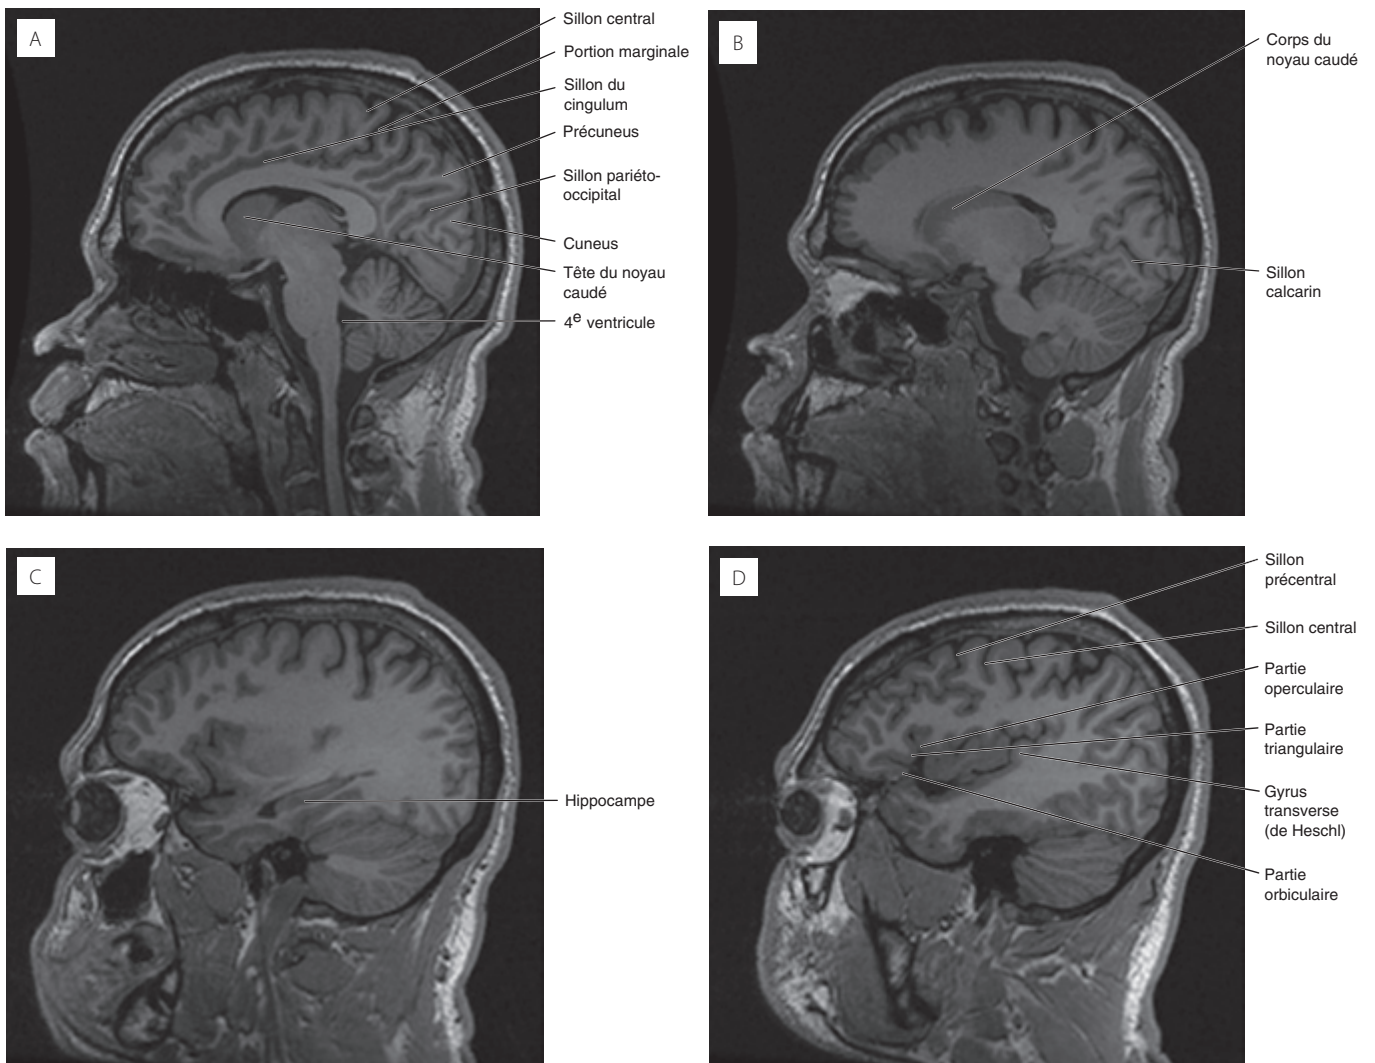 A
Sillon central
Portion marginale
Sillon du
cingulum
Précuneus
Sillon pariéto-
occipital
Cuneus
Tête du noyau
caudé
4e ventricule
B
Corps du
noyau caudé
Sillon
calcarin
C
Hippocampe
D
Sillon
précentral
Sillon central
Partie
operculaire
Partie
triangulaire
Gyrus
transverse
(de Heschl)
Partie
orbiculaire